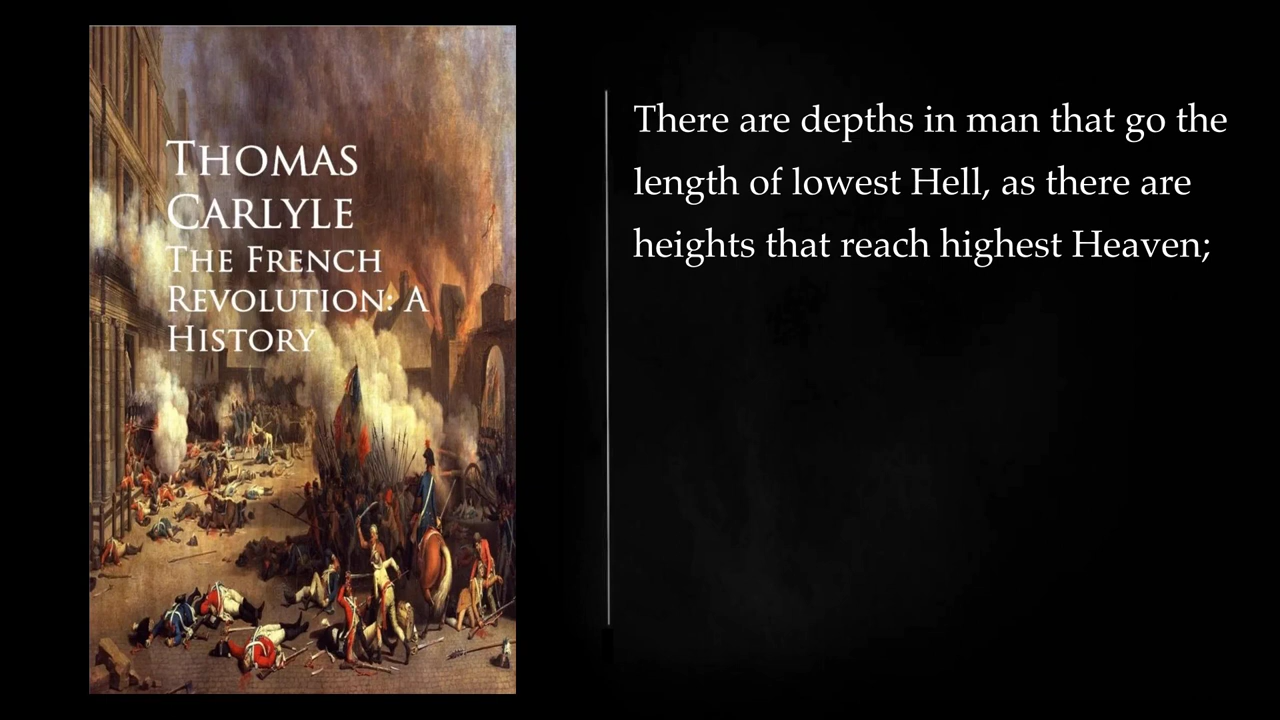 THOMAS
CARLYLE
THE FRENCH
REVOLUTION: A
HISTORY
There are depths in man that go the
length of lowest Hell, as there are
heights that reach highest Heaven;